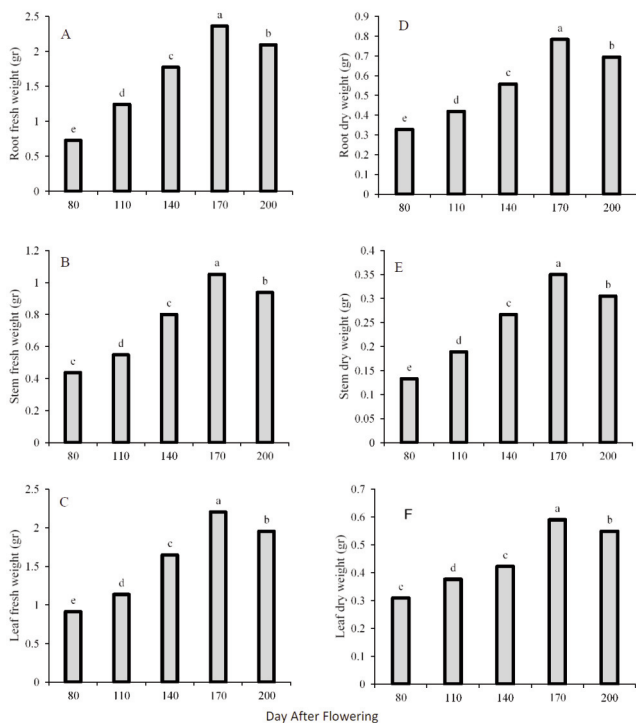 A
Root fresh weight (gr)
2.5
2
1.5
1
0.5
0
e
d
c
a
b
80 110 140 170 200
D
Root dry weight (gr)
0.9
0.8
0.7
0.6
0.5
0.4
0.3
0.2
0.1
0
e
d
c
a
b
80 110 140 170 200
B
Stem fresh weight (gr)
1.2
1
0.8
0.6
0.4
0.2
0
c
d
c
a
b
80 110 140 170 200
E
Stem dry weight (gr)
0.4
0.35
0.3
0.25
0.2
0.15
0.1
0.05
0
e
d
c
a
b
80 110 140 170 200
C
Leaf fresh weight (gr)
2.5
2
1.5
1
0.5
0
e
d
c
a
b
80 110 140 170 200
F
Leaf dry weight (gr)
0.7
0.6
0.5
0.4
0.3
0.2
0.1
0
c
d
c
a
b
80 110 140 170 200
Day After Flowering